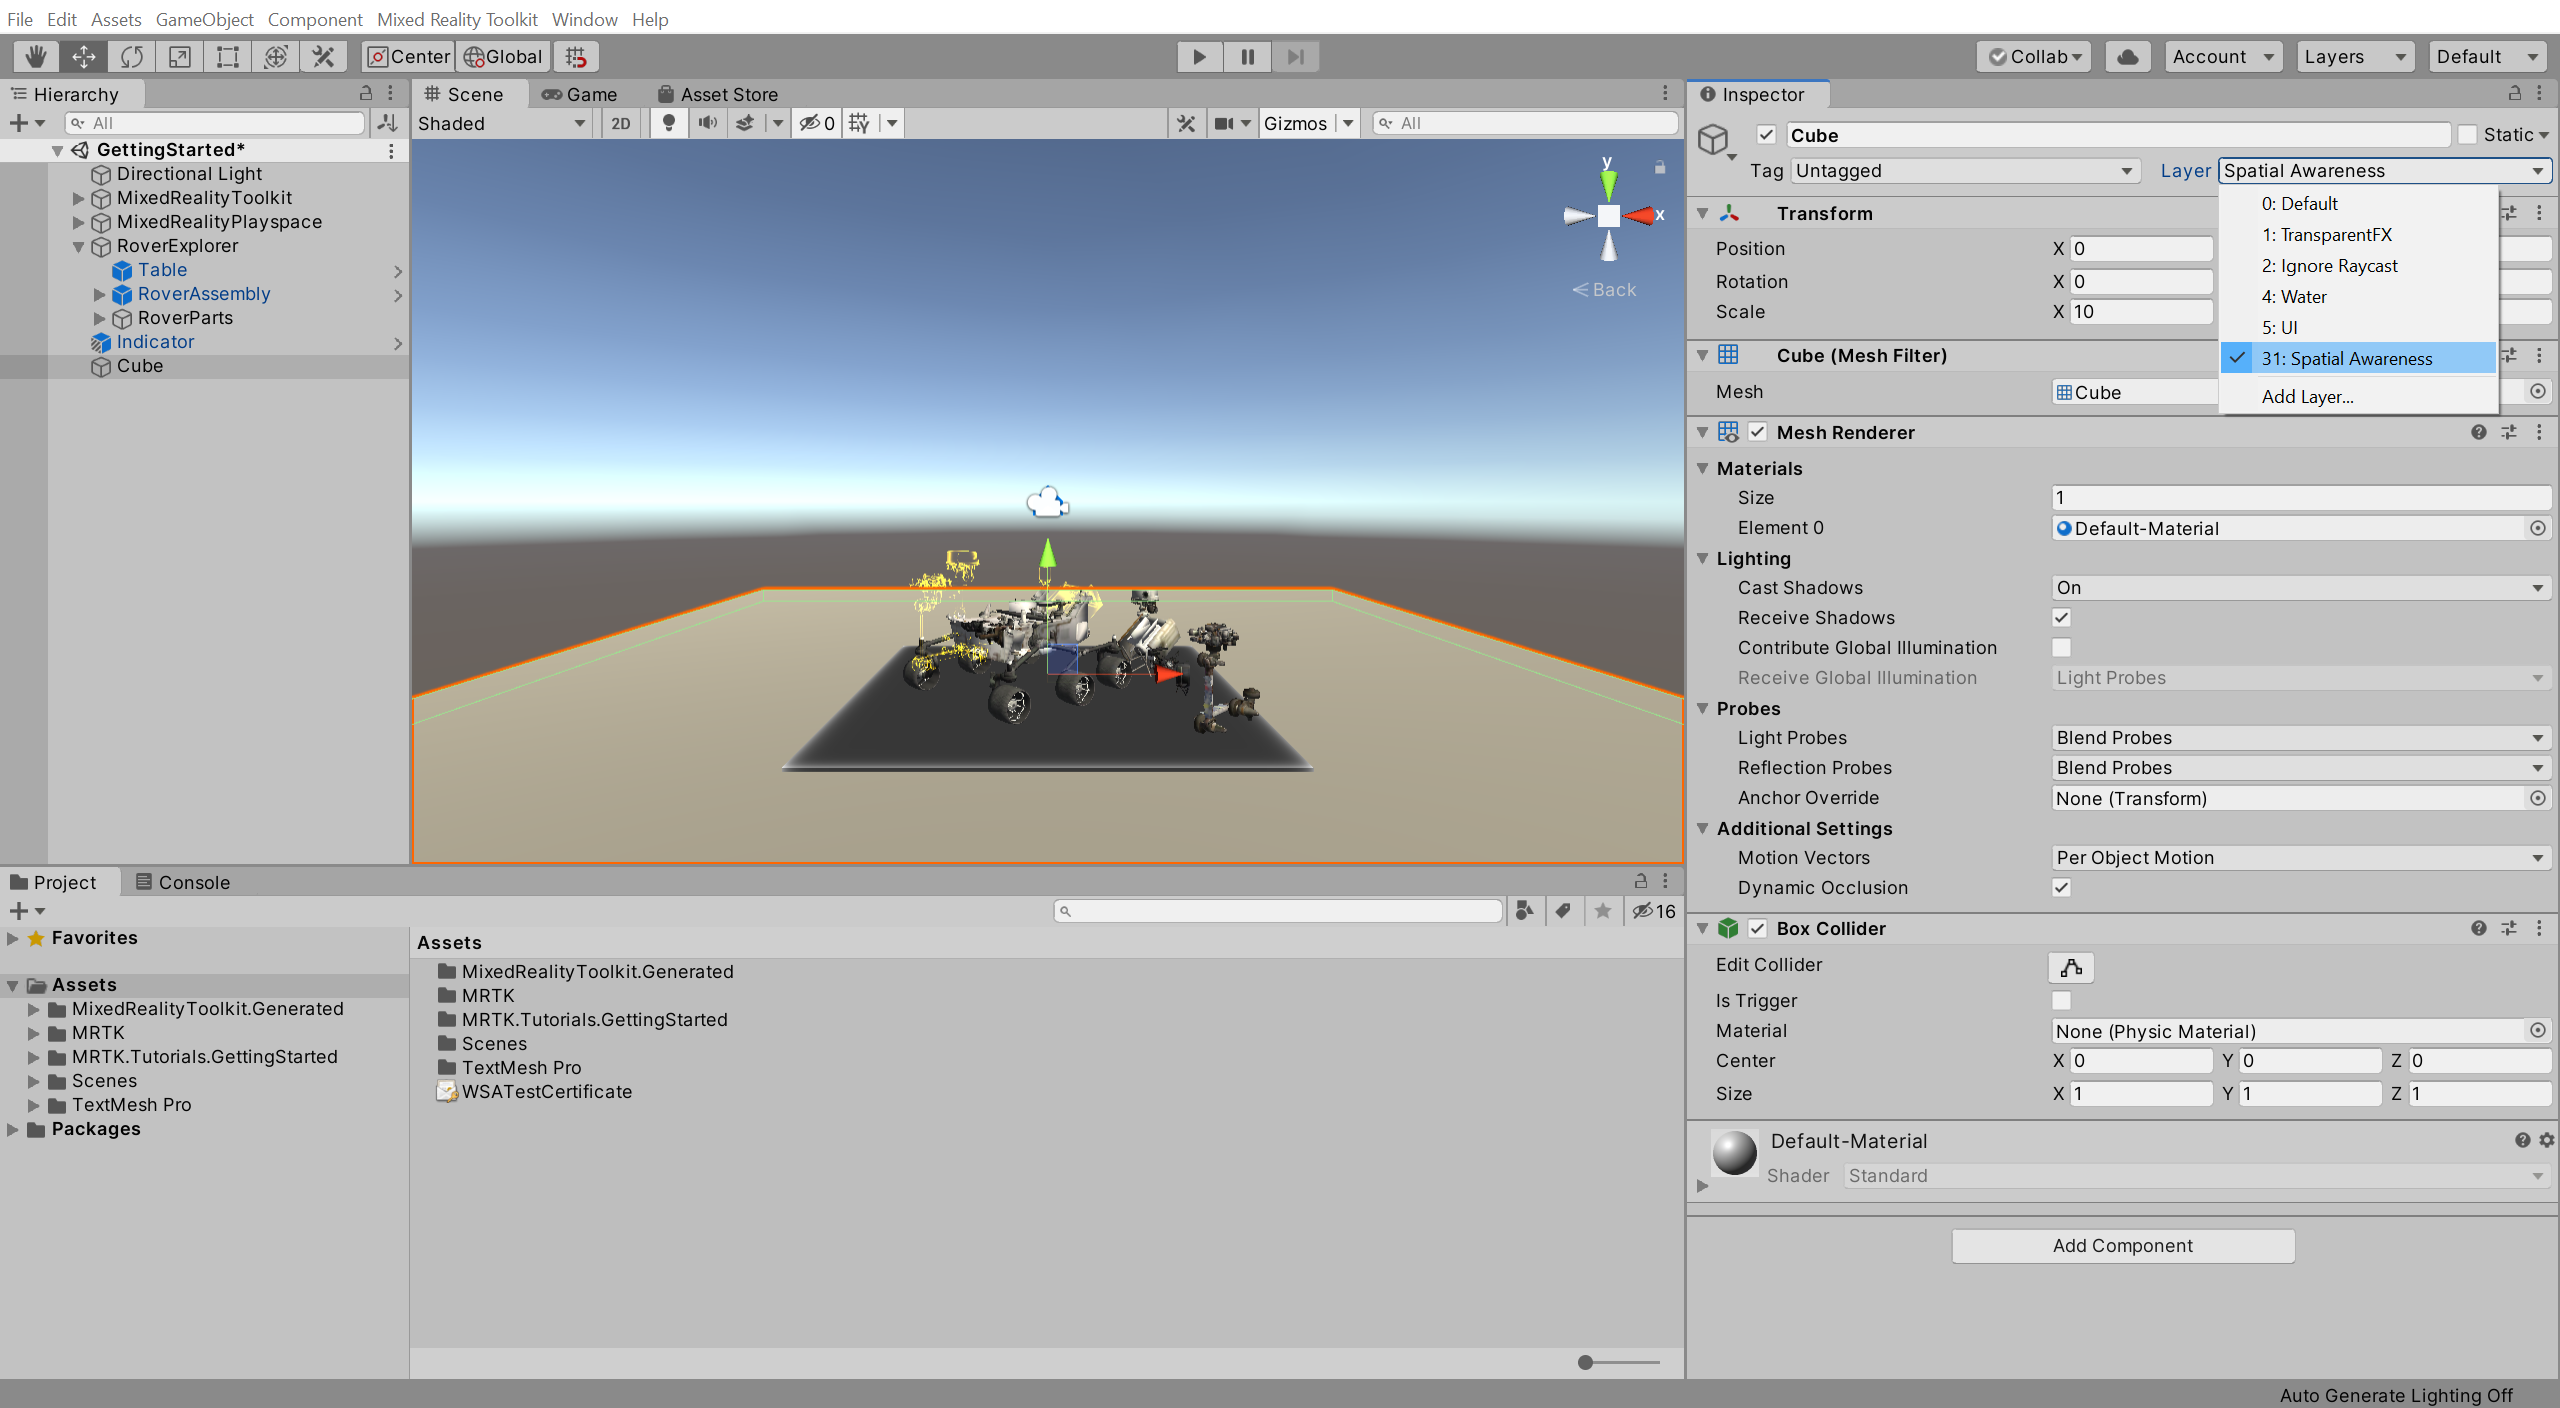 File Edit Assets GameObject Component Mixed Reality Toolkit Window Help
Center Global
Collab Account Layers Default
Hierarchy
All
GettingStarted*
Directional Light
MixedRealityToolkit
MixedRealityPlayspace
RoverExplorer
Table
RoverAssembly
RoverParts
Indicator
Cube
Scene Game Asset Store
Shaded 2D 0 Gizmos All
y
x
Back
Inspector
Cube Static
Tag Untagged Layer Spatial Awareness
0: Default
1: TransparentFX
2: Ignore Raycast
4: Water
5: UI
31: Spatial Awareness
Add Layer...
Transform
Position X 0
Rotation X 0
Scale X 10
Cube (Mesh Filter)
Mesh Cube
Mesh Renderer
Materials
Size 1
Element 0 Default-Material
Lighting
Cast Shadows On
Receive Shadows
Contribute Global Illumination
Receive Global Illumination Light Probes
Probes
Light Probes Blend Probes
Reflection Probes Blend Probes
Anchor Override None (Transform)
Additional Settings
Motion Vectors Per Object Motion
Dynamic Occlusion
Box Collider
Edit Collider
Is Trigger
Material None (Physic Material)
Center X 0 Y 0 Z 0
Size X 1 Y 1 Z 1
Default-Material
Shader Standard
Add Component
Project Console
16
Favorites
Assets
MixedRealityToolkit.Generated
MRTK
MRTK.Tutorials.GettingStarted
Scenes
TextMesh Pro
Packages
Assets
MixedRealityToolkit.Generated
MRTK
MRTK.Tutorials.GettingStarted
Scenes
TextMesh Pro
WSATestCertificate
Auto Generate Lighting Off